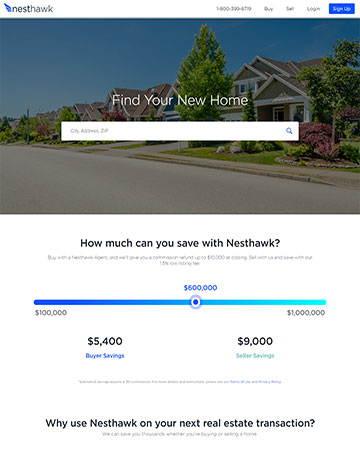 nesthawk
1-800-399-8719 Buy Sell Login Sign Up
Find Your New Home
City, Address, ZIP
How much can you save with Nesthawk?
Buy with a Nesthawk Agent, and we'll give you a commission refund up to $10,000 at closing. Sell with us and save with our
1.5% low listing fee.
$600,000
$100,000 $1,000,000
$5,400 $9,000
Buyer Savings Seller Savings
*Estimated savings assume a 3% commission. For more details and restrictions, please see our Terms of Use and Privacy Policy.
Why use Nesthawk on your next real estate transaction?
We can save you thousands whether you're buying or selling a home.